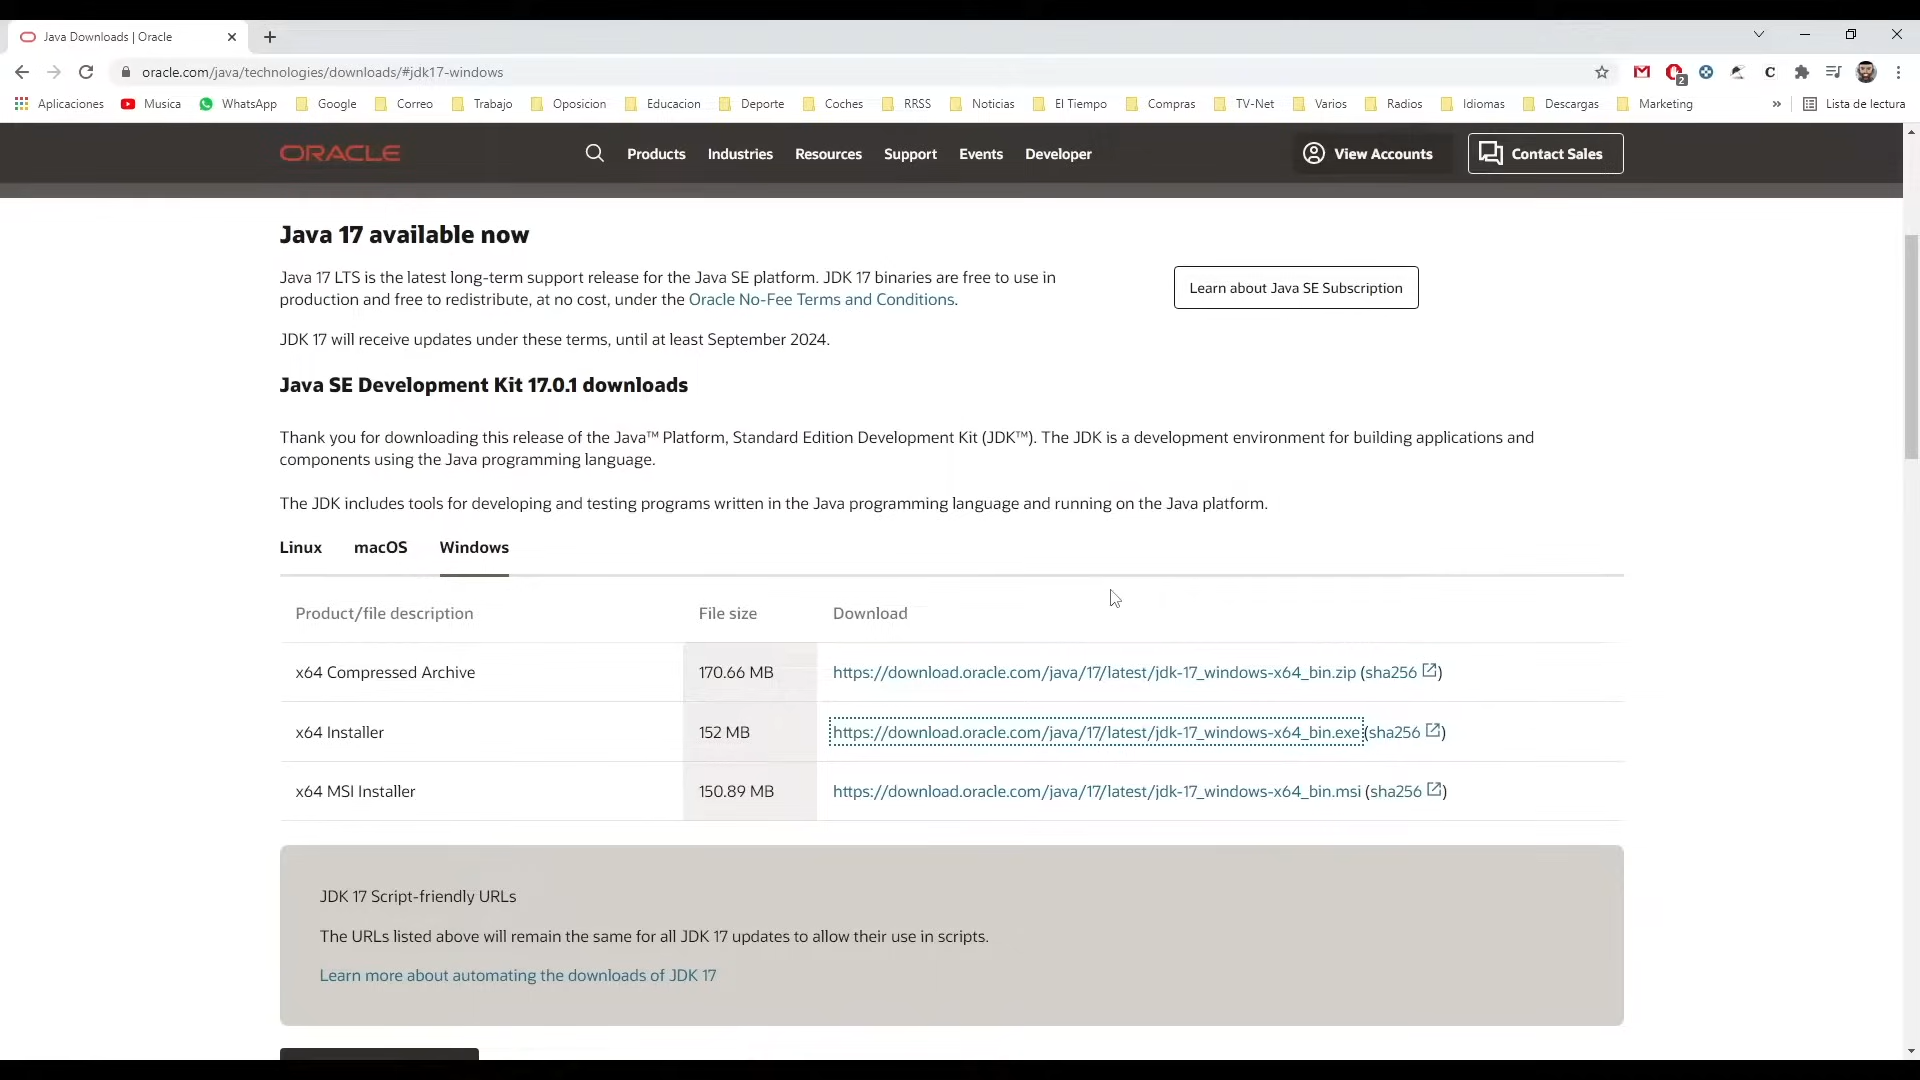 Java Downloads | Oracle
oracle.com/java/technologies/downloads/#jdk17-windows
2
C
Aplicaciones Musica WhatsApp Google Correo Trabajo Oposicion Educacion Deporte Coches RRSS Noticias El Tiempo Compras TV-Net Varios Radios Idiomas Descargas Marketing » Lista de lectura
ORACLE Products Industries Resources Support Events Developer View Accounts Contact Sales
Java 17 available now
Java 17 LTS is the latest long-term support release for the Java SE platform. JDK 17 binaries are free to use in
production and free to redistribute, at no cost, under the Oracle No-Fee Terms and Conditions.
Learn about Java SE Subscription
JDK 17 will receive updates under these terms, until at least September 2024.
Java SE Development Kit 17.0.1 downloads
Thank you for downloading this release of the Java™ Platform, Standard Edition Development Kit (JDK™). The JDK is a development environment for building applications and
components using the Java programming language.
The JDK includes tools for developing and testing programs written in the Java programming language and running on the Java platform.
Linux macOS Windows
Product/file description File size Download
x64 Compressed Archive 170.66 MB https://download.oracle.com/java/17/latest/jdk-17_windows-x64_bin.zip (sha256)
x64 Installer 152 MB https://download.oracle.com/java/17/latest/jdk-17_windows-x64_bin.exe (sha256)
x64 MSI Installer 150.89 MB https://download.oracle.com/java/17/latest/jdk-17_windows-x64_bin.msi (sha256)
JDK 17 Script-friendly URLs
The URLs listed above will remain the same for all JDK 17 updates to allow their use in scripts.
Learn more about automating the downloads of JDK 17